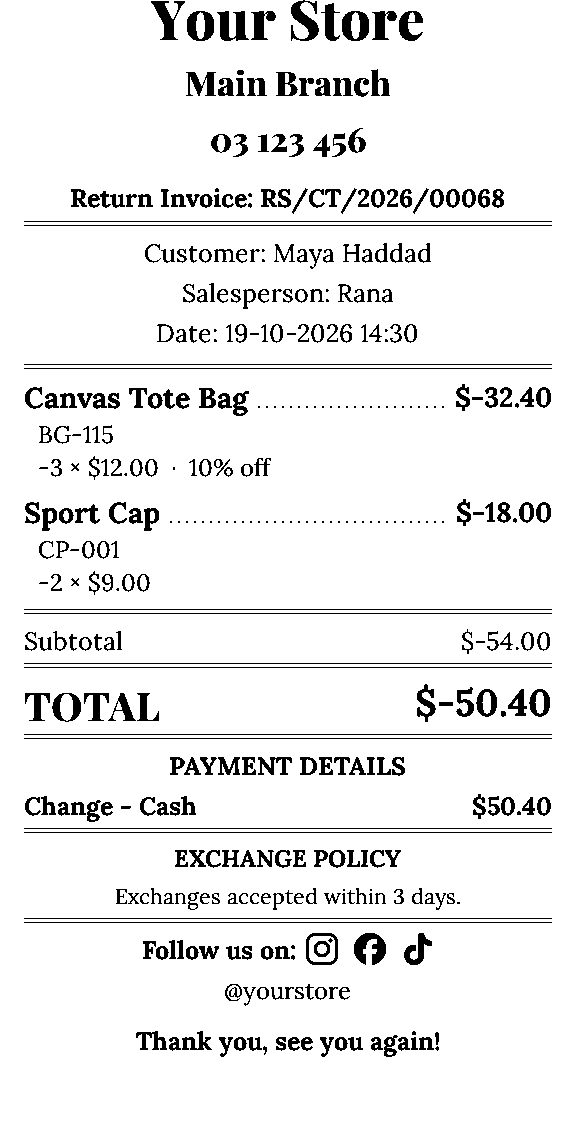 Your Store
Main Branch
03 123 456
Return Invoice: RS/CT/2026/00068
Customer: Maya Haddad
Salesperson: Rana
Date: 19-10-2026 14:30
Canvas Tote Bag ........................ $-32.40
BG-115
-3 × $12.00 · 10% off
Sport Cap ................................... $-18.00
CP-001
-2 × $9.00
Subtotal $-54.00
TOTAL $-50.40
PAYMENT DETAILS
Change - Cash $50.40
EXCHANGE POLICY
Exchanges accepted within 3 days.
Follow us on:
@yourstore
Thank you, see you again!